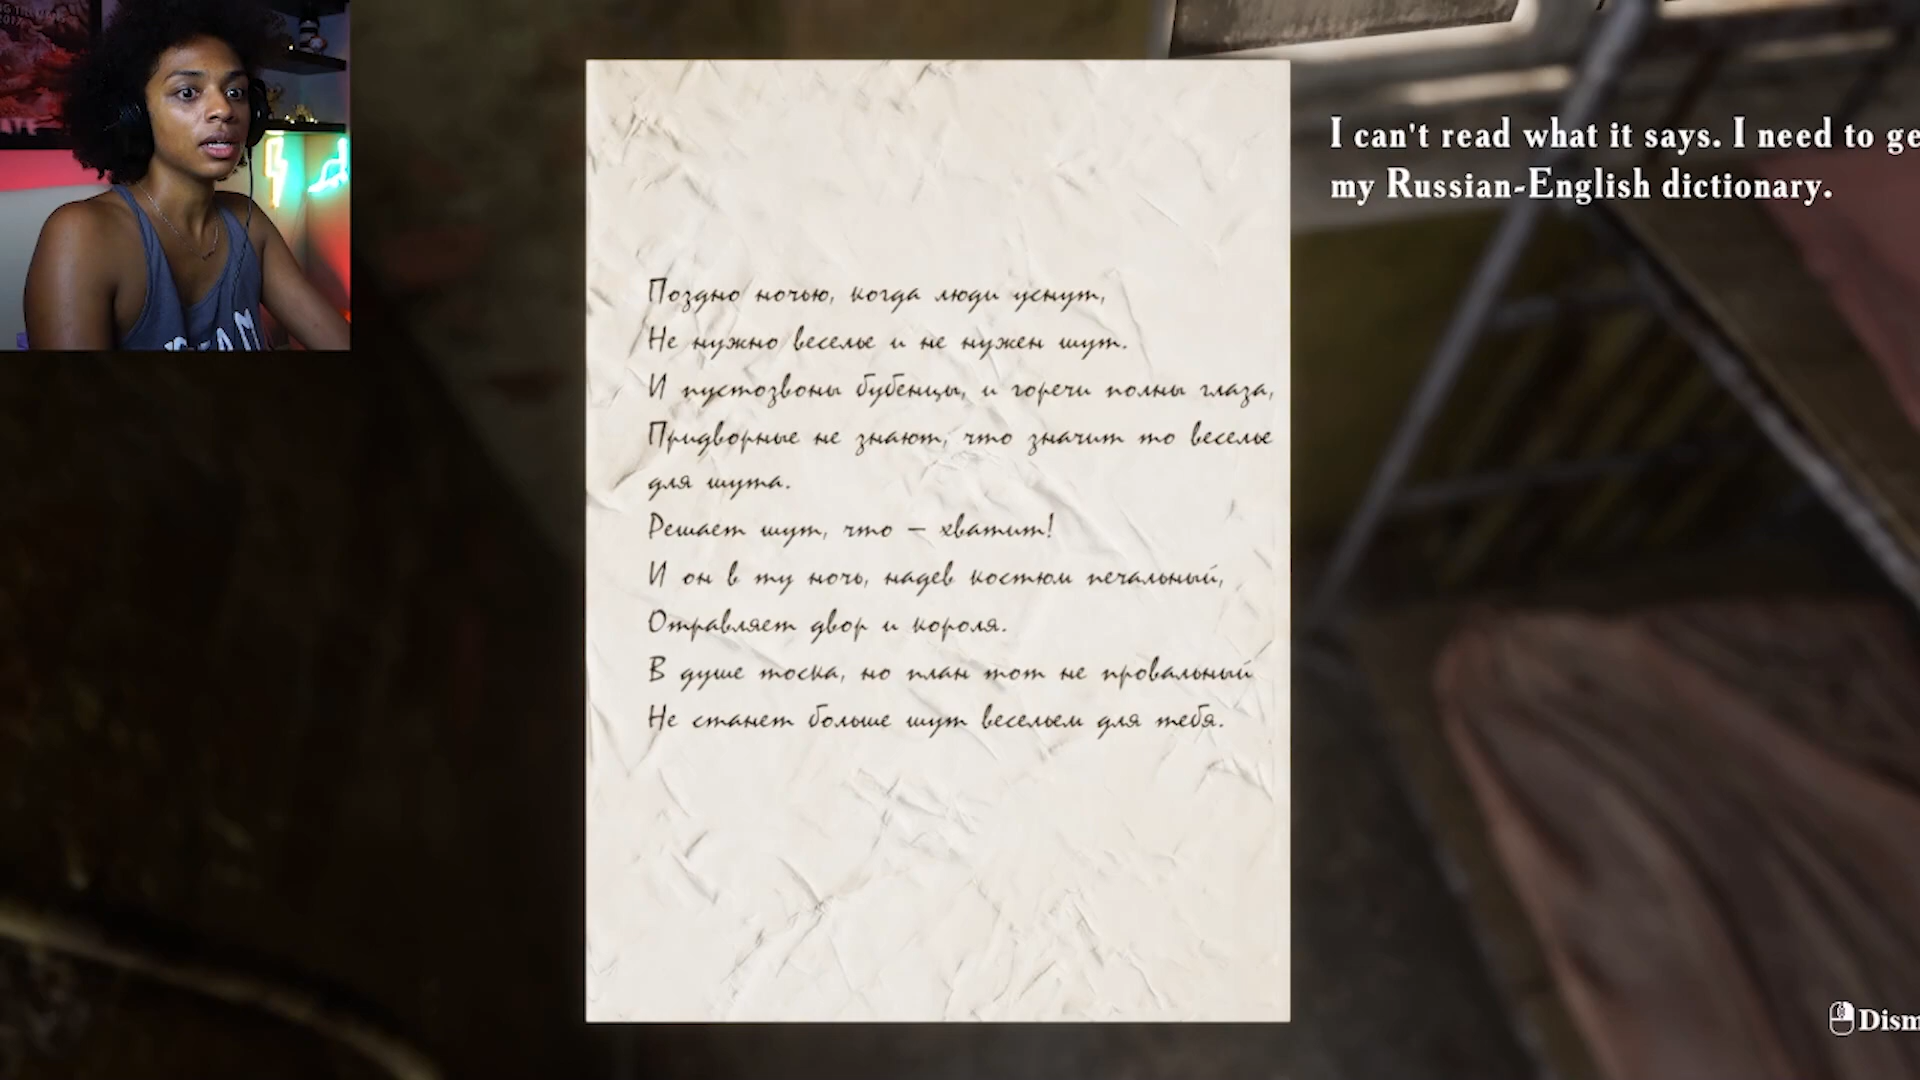 I can't read what it says. I need to ge
my Russian-English dictionary.
Поздно ночью, когда люди уснут,
Не нужно веселье и не нужен шут.
И пустозвоны бубенцы, и горечи полны глаза,
Придворные не знают, что значит то веселье
для шута.
Решает шут, что — хватит!
И он в ту ночь, надев костюм печальный,
Отравляет двор и короля.
В душе тоска, но план тот не провальный
Не станет больше шут весельем для тебя.
Dism